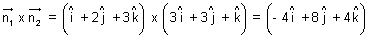 n₁⃗ x n₂⃗ = (î + 2ĵ + 3k̂) x (3î + 3ĵ + k̂) = (- 4î + 8ĵ + 4k̂)